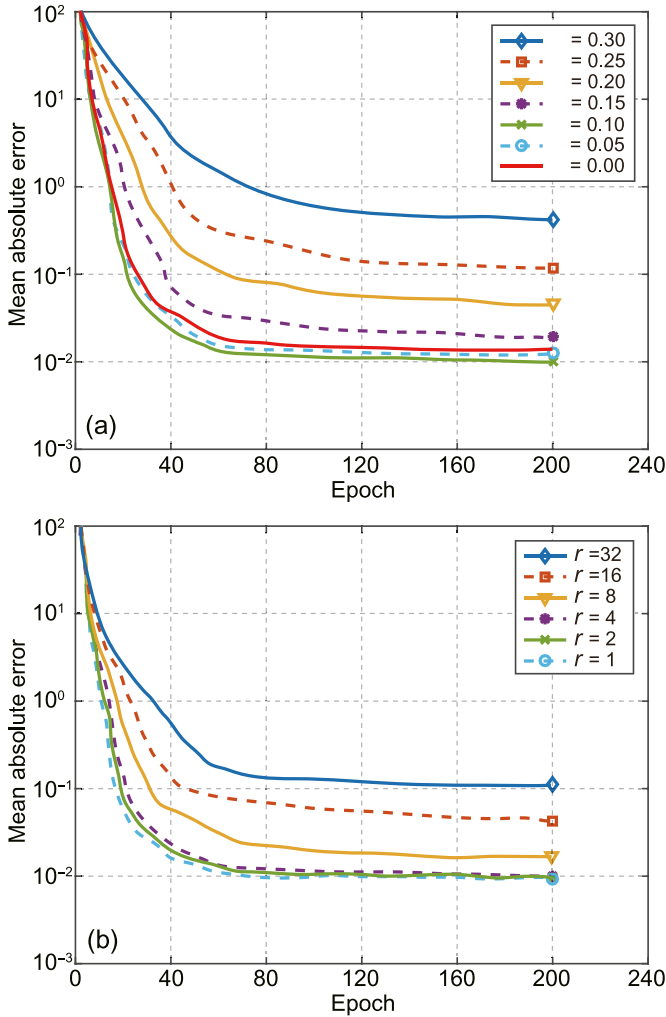 10²
10¹
10⁰
10⁻¹
10⁻²
10⁻³
Mean absolute error
= 0.30
= 0.25
= 0.20
= 0.15
= 0.10
= 0.05
= 0.00
(a)
0 40 80 120 160 200 240
Epoch
10²
10¹
10⁰
10⁻¹
10⁻²
10⁻³
Mean absolute error
r =32
r =16
r = 8
r = 4
r = 2
r = 1
(b)
0 40 80 120 160 200 240
Epoch